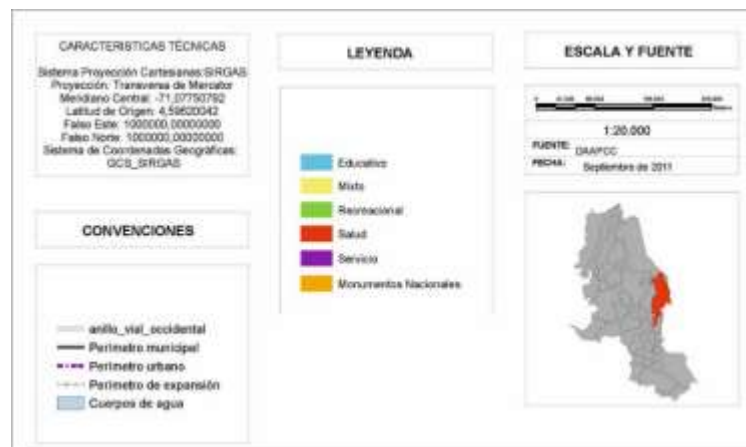 CARACTERISTICAS TÉCNICAS
Sistema Proyección Cartesianas:SIRGAS
Proyección: Transversa de Mercator
Meridiano Central: -71,07750792
Latitud de Origen: 4,59620042
Falso Este: 1000000,00000000
Falso Norte: 1000000,00000000
Sistema de Coordenadas Geográficas:
GCS_SIRGAS
CONVENCIONES
anillo_vial_occidental
Perimetro municipal
Perimetro urbano
Perimetro de expansión
Cuerpos de agua
LEYENDA
Educativo
Mixto
Recreacional
Salud
Servicio
Monumentos Nacionales
ESCALA Y FUENTE
1:20.000
FUENTE:
FECHA: Septiembre de 2011